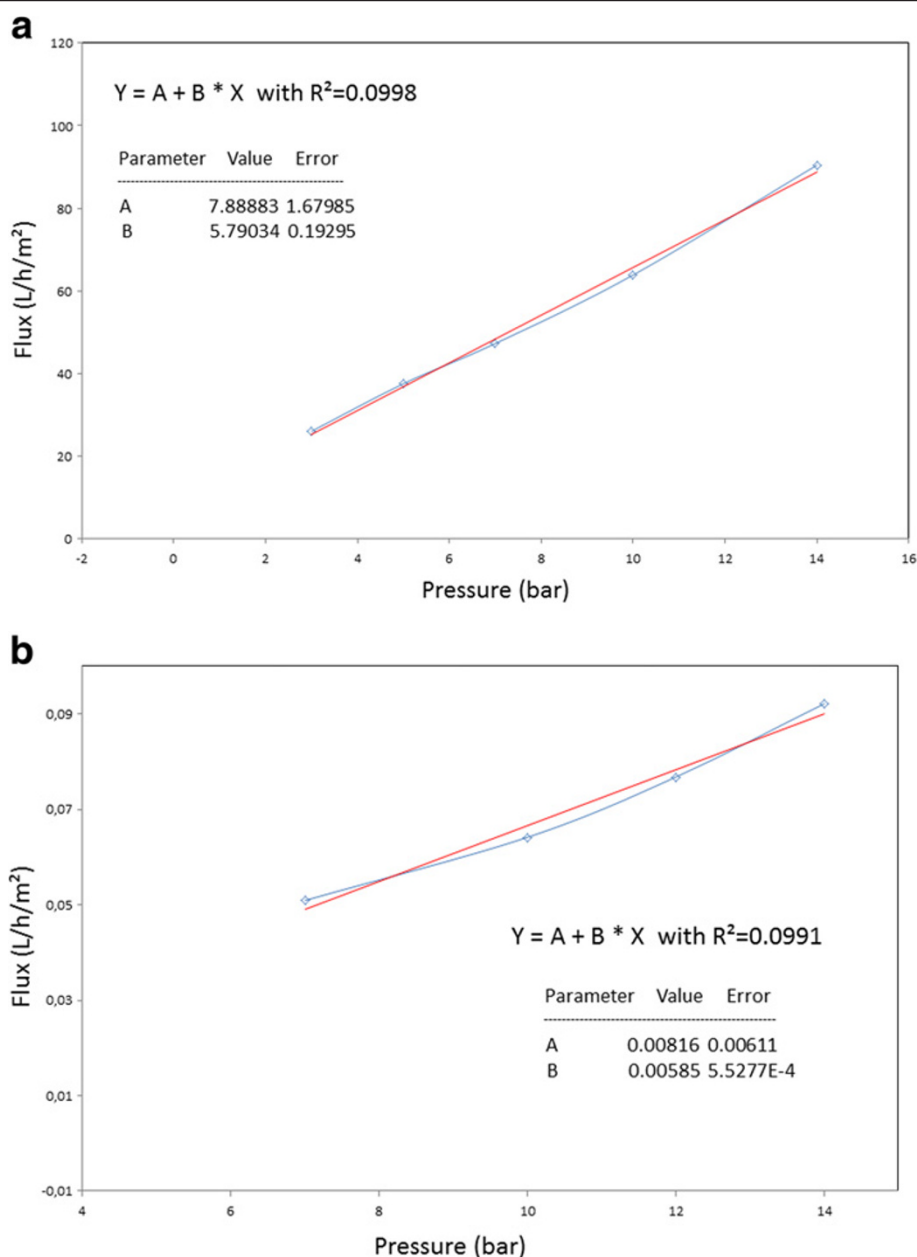 a
120
Y = A + B * X with R²=0.0998
100
Parameter Value Error
-----------------------------------------------
A 7.88883 1.67985
B 5.79034 0.19295
80
60
40
20
0
Flux (L/h/m²)
-2 0 2 4 6 8 10 12 14 16
Pressure (bar)
b
0,09
0,07
0,05
0,03
0,01
-0,01
Flux (L/h/m²)
Y = A + B * X with R²=0.0991
Parameter Value Error
-----------------------------------------------
A 0.00816 0.00611
B 0.00585 5.5277E-4
4 6 8 10 12 14
Pressure (bar)